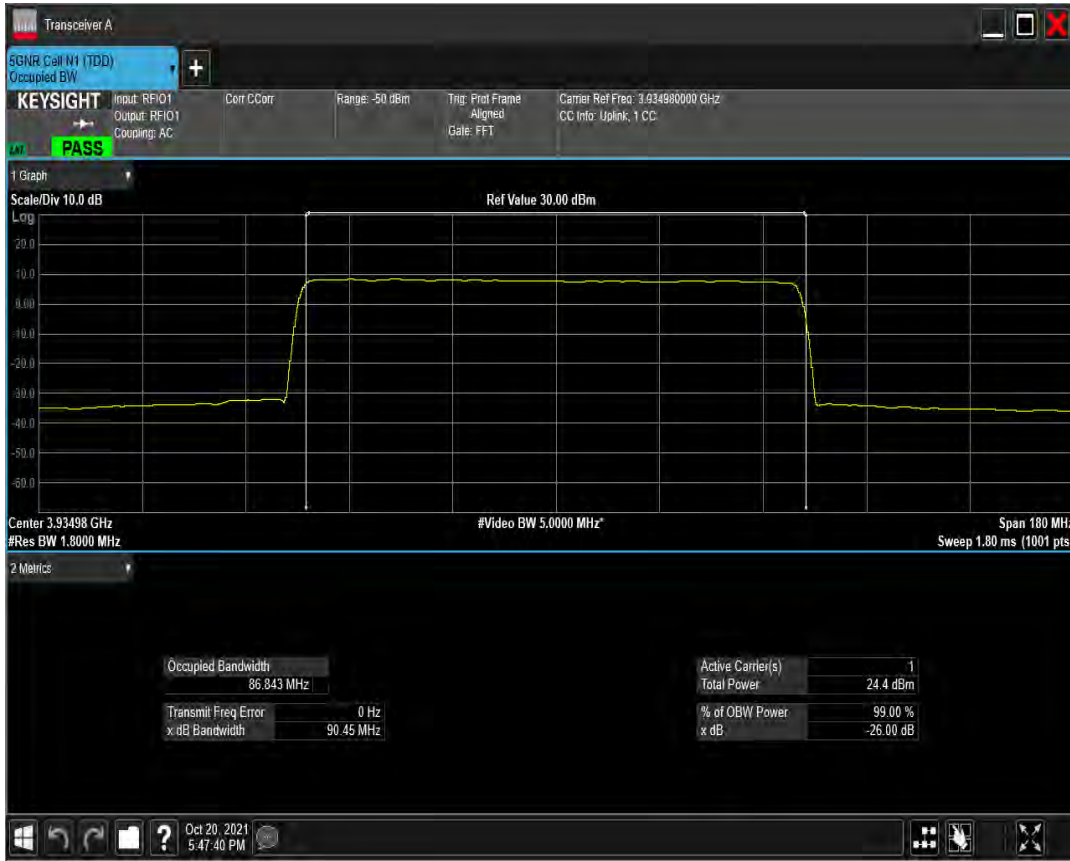 Transceiver A
5GNR Cell N1 (TDD)
Occupied BW
KEYSIGHT
Input: RFIO1
Output: RFIO1
Coupling: AC
Corr CCorr
Range: -50 dBm
Trig: Prot Frame
Aligned
Gate: FFT
Carrier Ref Freq: 3.934980000 GHz
CC Info: Uplink, 1 CC
PASS
1 Graph
Scale/Div 10.0 dB
Ref Value 30.00 dBm
Log
20.0
10.0
0.00
-10.0
-20.0
-30.0
-40.0
-50.0
-60.0
Center 3.93498 GHz
#Video BW 5.0000 MHz*
Span 180 MHz
#Res BW 1.8000 MHz
Sweep 1.80 ms (1001 pts
2 Metrics
Occupied Bandwidth
86.843 MHz
Transmit Freq Error 0 Hz
x dB Bandwidth 90.45 MHz
Active Carrier(s) 1
Total Power 24.4 dBm
% of OBW Power 99.00 %
x dB -26.00 dB
?
Oct 20, 2021
5:47:40 PM